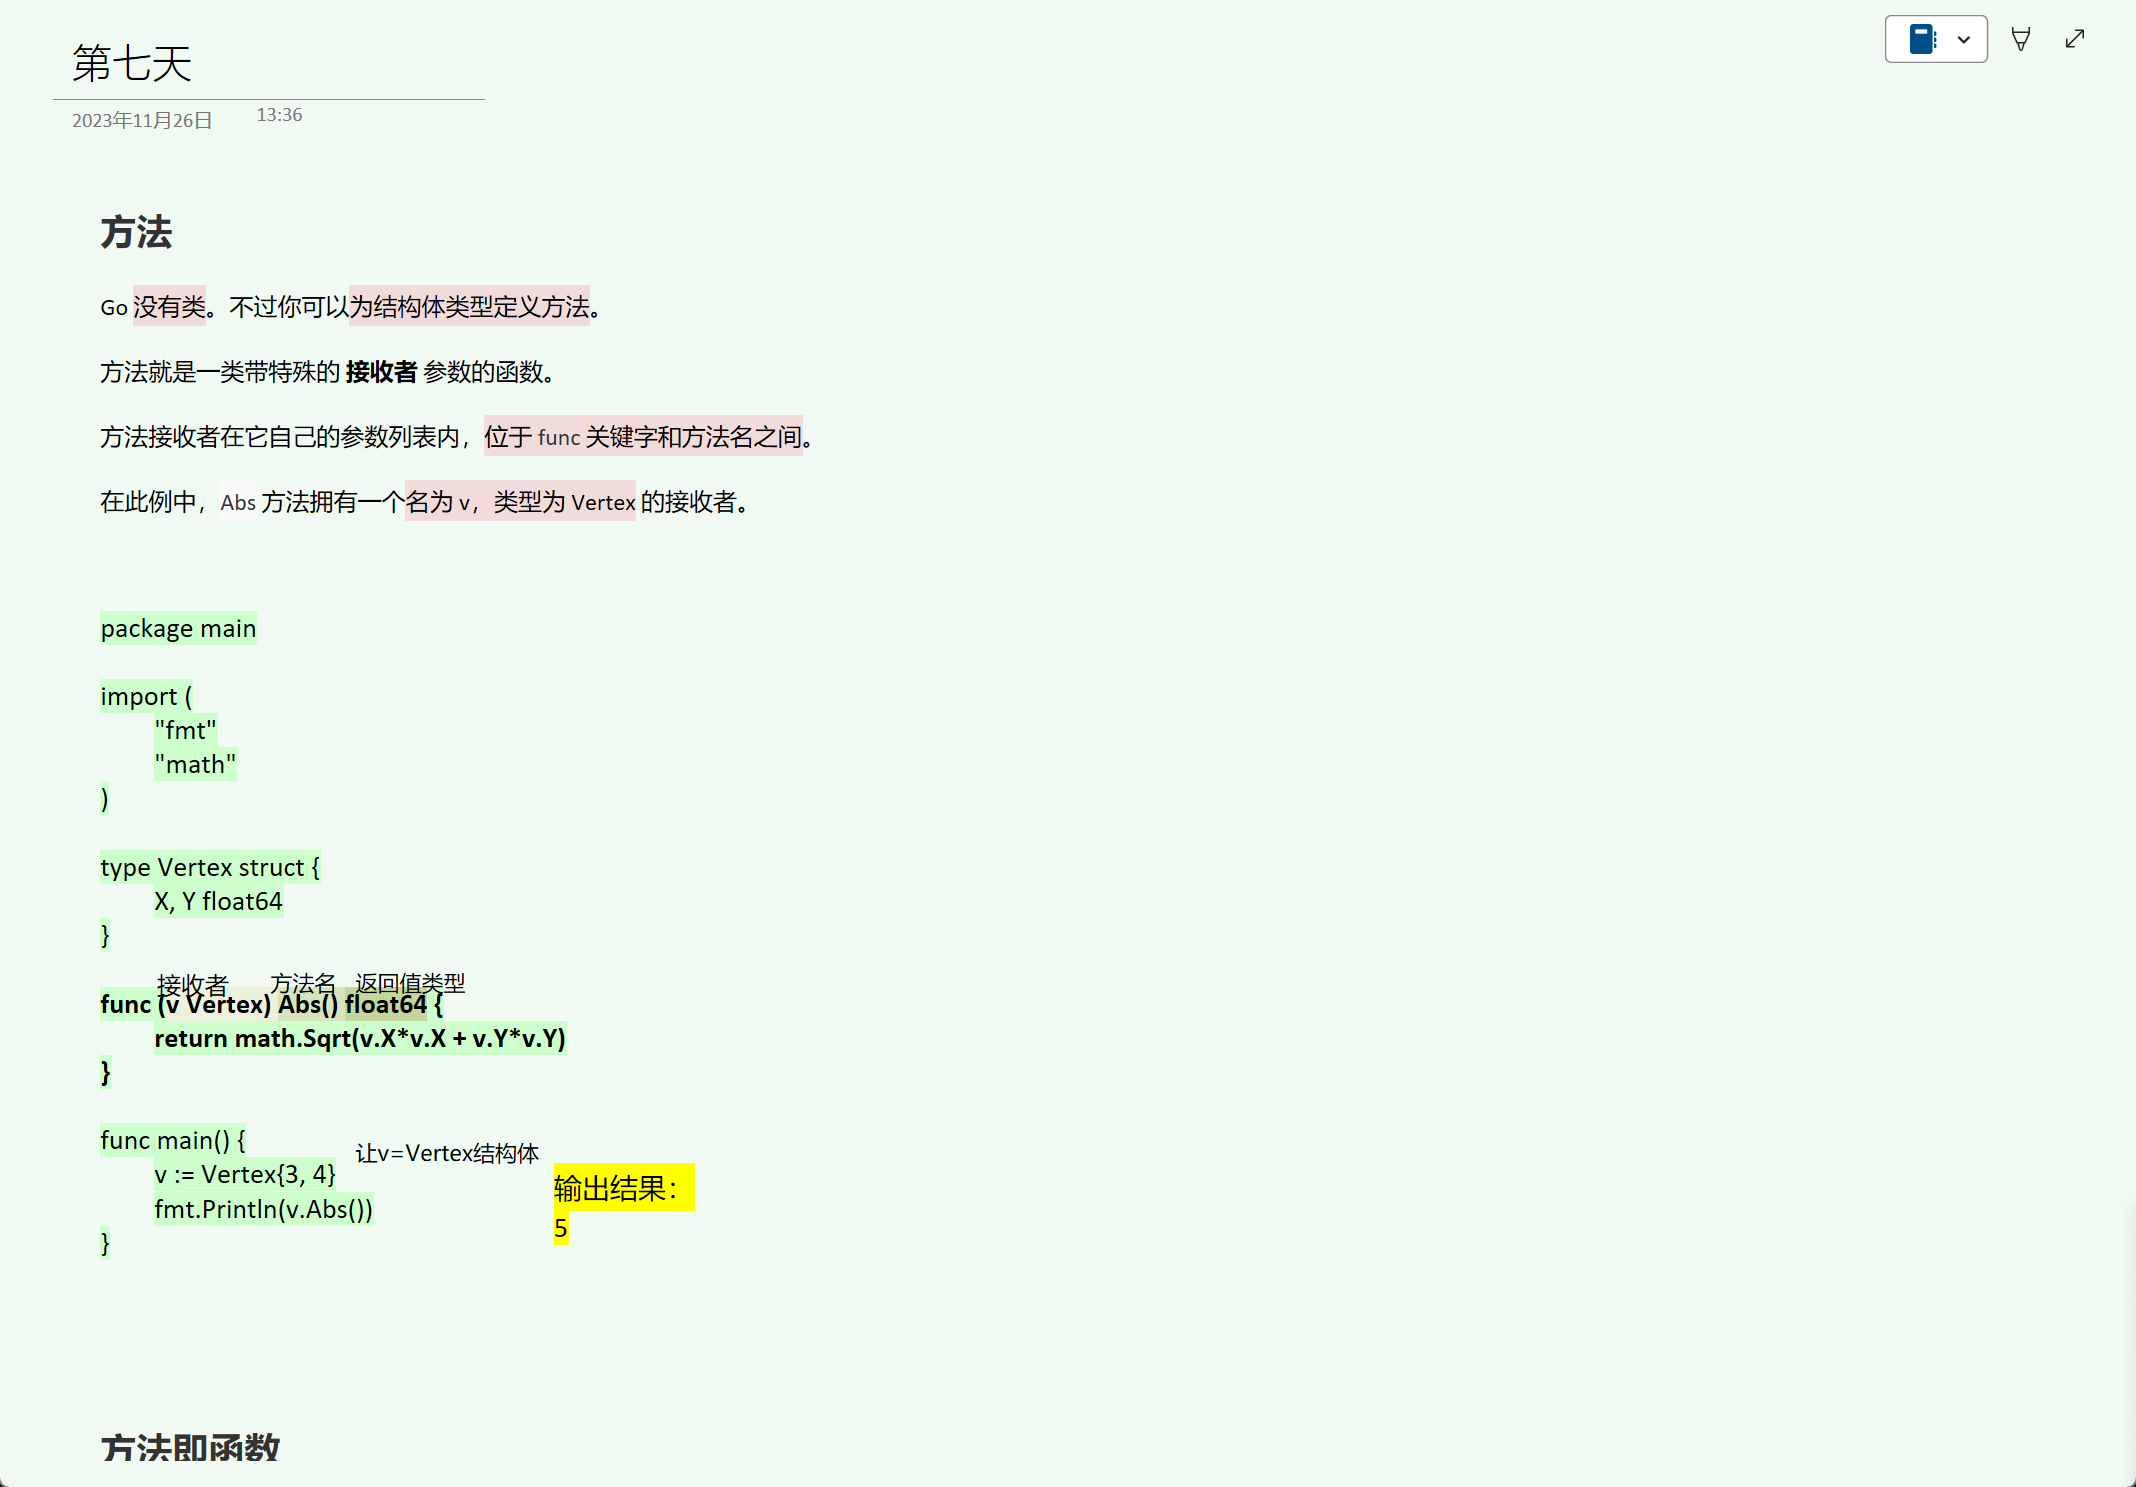 第七天
2023年11月26日 13:36
方法
Go 没有类。不过你可以为结构体类型定义方法。
方法就是一类带特殊的 接收者 参数的函数。
方法接收者在它自己的参数列表内，位于 func 关键字和方法名之间。
在此例中，Abs 方法拥有一个名为 v，类型为 Vertex 的接收者。
package main
import (
"fmt"
"math"
)
type Vertex struct {
X, Y float64
}
接收者 方法名 返回值类型
func (v Vertex) Abs() float64 {
return math.Sqrt(v.X*v.X + v.Y*v.Y)
}
func main() {
让v=Vertex结构体
v := Vertex{3, 4}
输出结果：
fmt.Println(v.Abs())
5
}
方法即函数